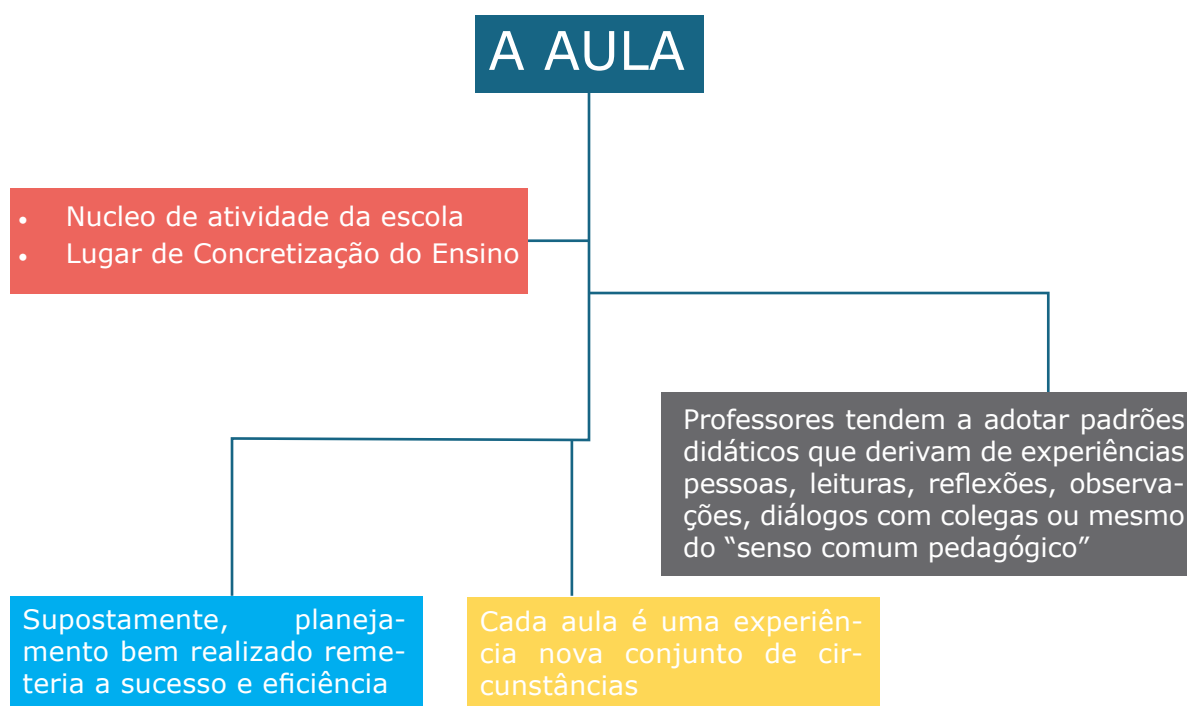 A AULA
• Nucleo de atividade da escola
• Lugar de Concretização do Ensino
Professores tendem a adotar padrões
didáticos que derivam de experiências
pessoas, leituras, reflexões, observa-
ções, diálogos com colegas ou mesmo
do “senso comum pedagógico”
Supostamente, planeja-
mento bem realizado reme-
teria a sucesso e eficiência
Cada aula é uma experiên-
cia nova conjunto de cir-
cunstâncias